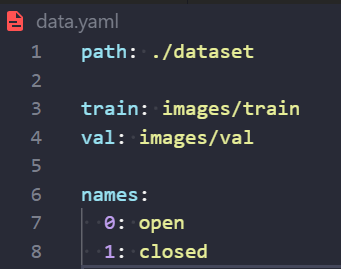 data.yaml
1 path: ./dataset
2
3 train: images/train
4 val: images/val
5
6 names:
7   0: open
8   1: closed